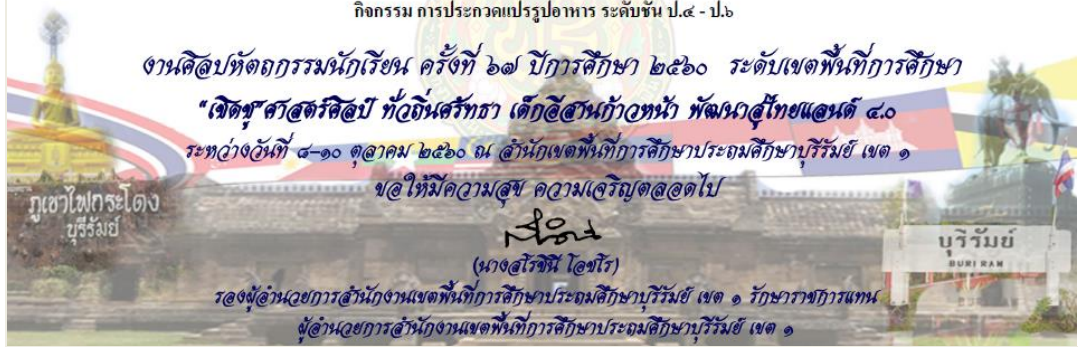 กิจกรรม การประกวดแปรรูปอาหาร ระดับชั้น ป.๔ - ป.๖
งานศิลปหัตถกรรมนักเรียน ครั้งที่ ๖๗ ปีการศึกษา ๒๕๖๐ ระดับเขตพื้นที่การศึกษา
"เชิดชู"ศาสตร์ศิลป์ ทั่วถิ่นศรัทธา เด็กอีสานก้าวหน้า พัฒนาสู่ไทยแลนด์ ๔.๐
ระหว่างวันที่ ๘–๑๐ ตุลาคม ๒๕๖๐ ณ สำนักเขตพื้นที่การศึกษาประถมศึกษาบุรีรัมย์ เขต ๑
ขอให้มีความสุข ความเจริญตลอดไป
ภูเขาไฟกระโดง
บุรีรัมย์
บุรีรัมย์
BURI RAM
(นางสโรชินี โอชโร)
รองผู้อำนวยการสำนักงานเขตพื้นที่การศึกษาประถมศึกษาบุรีรัมย์ เขต ๑ รักษาราชการแทน
ผู้อำนวยการสำนักงานเขตพื้นที่การศึกษาประถมศึกษาบุรีรัมย์ เขต ๑